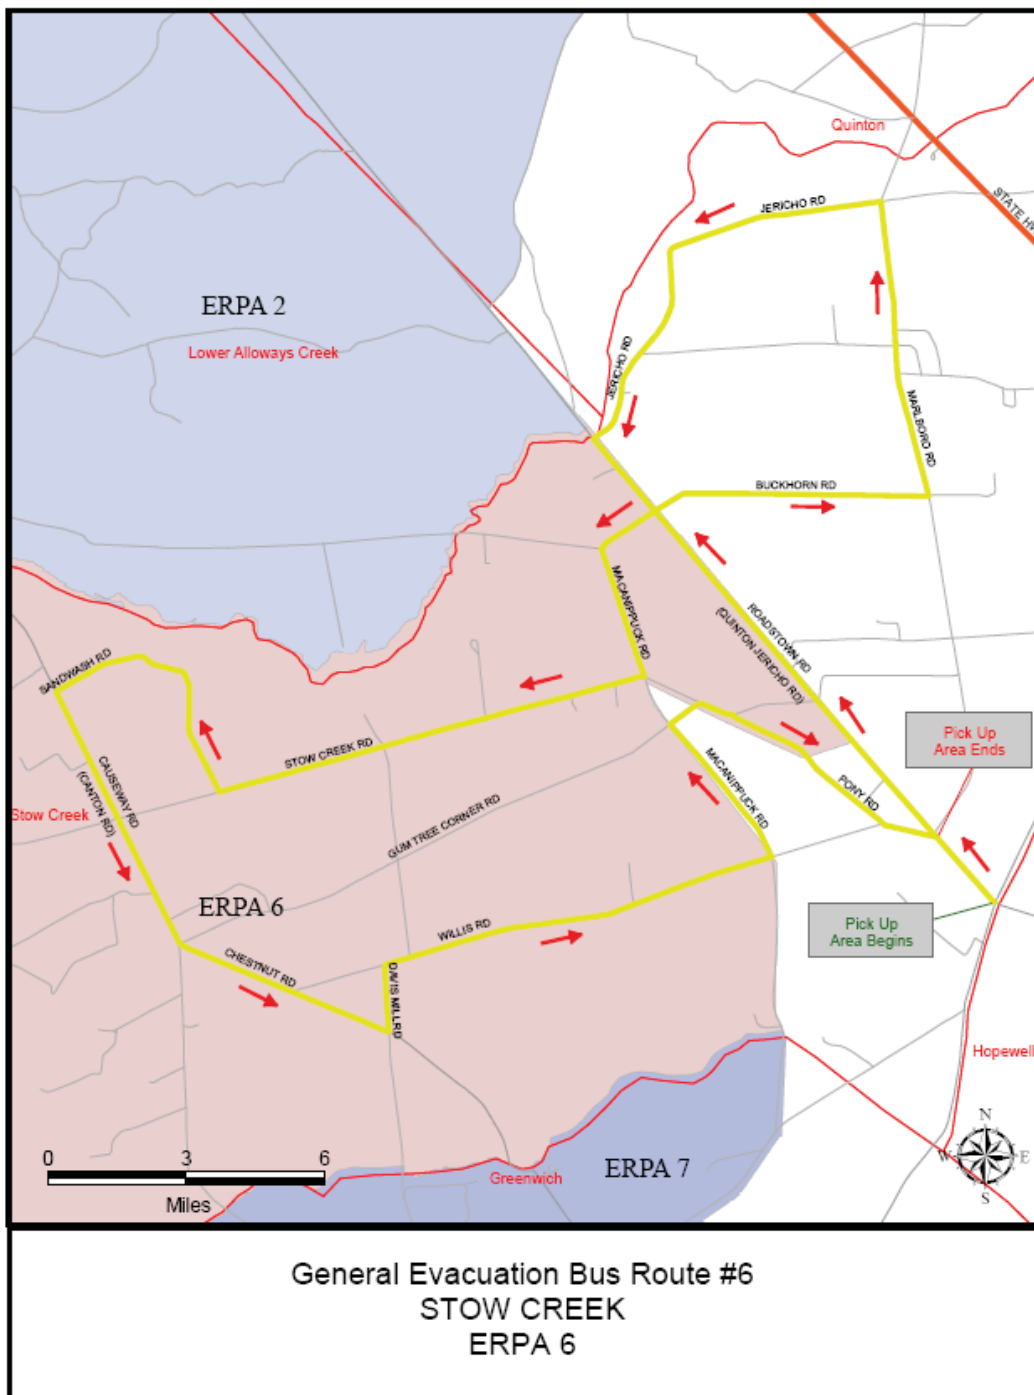 Quinton
STATE HW
JERICHO RD
ERPA 2
Lower Alloways Creek
JERICHO RD
MARLBORO RD
BUCKHORN RD
MACANIPPUCK RD
ROADSTOWN RD
(QUINTON JERICHO RD)
SANDWASH RD
STOW CREEK RD
Pick Up
Area Ends
CAUSEWAY RD
(CANTON RD)
MACANIPPUCK RD
PONY RD
Stow Creek
GUM TREE CORNER RD
ERPA 6
WILLIS RD
Pick Up
Area Begins
CHESTNUT RD
DAVIS MILL RD
Hopewell
N
W
E
S
0 3 6
Miles
Greenwich
ERPA 7
General Evacuation Bus Route #6
STOW CREEK
ERPA 6